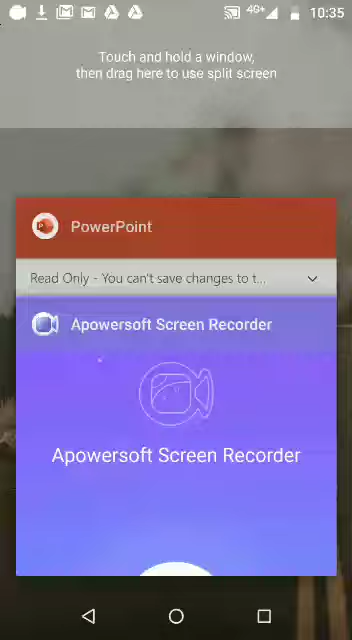 4G+
10:35
Touch and hold a window,
then drag here to use split screen
PowerPoint
Read Only - You can't save changes to t...
Apowersoft Screen Recorder
Apowersoft Screen Recorder